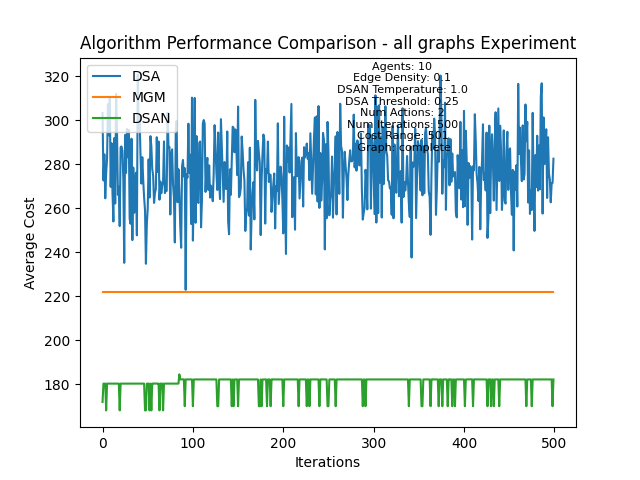 Algorithm Performance Comparison - all graphs Experiment
DSA
MGM
DSAN
Agents: 10
Edge Density: 0.1
DSAN Temperature: 1.0
DSA Threshold: 0.25
Num Actions: 2
Num Iterations: 500
Cost Range: 501
Graph: complete
Average Cost
320
300
280
260
240
220
200
180
0
100
200
300
400
500
Iterations